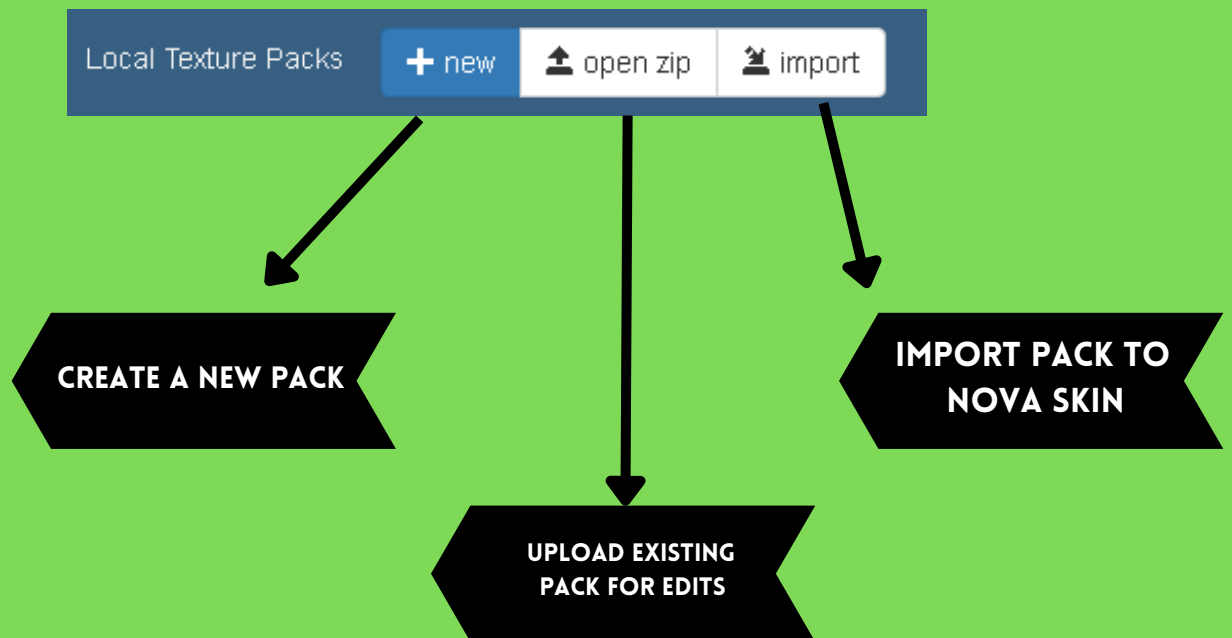 Local Texture Packs
new
open zip
import
CREATE A NEW PACK
IMPORT PACK TO
NOVA SKIN
UPLOAD EXISTING
PACK FOR EDITS